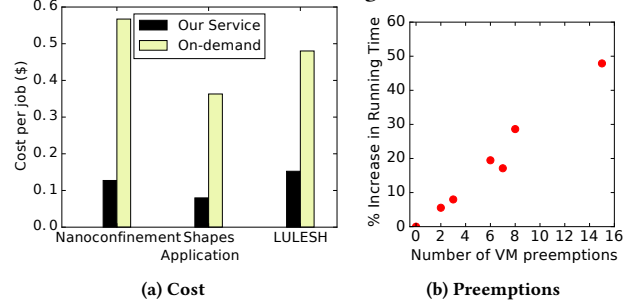 0.6
0.5
0.4
0.3
0.2
0.1
0.0
Cost per job ($)
Our Service
On-demand
Nanoconfinement Shapes LULESH
Application
(a) Cost
60
50
40
30
20
10
0
% Increase in Running Time
0 2 4 6 8 10 12 14 16
Number of VM preemptions
(b) Preemptions